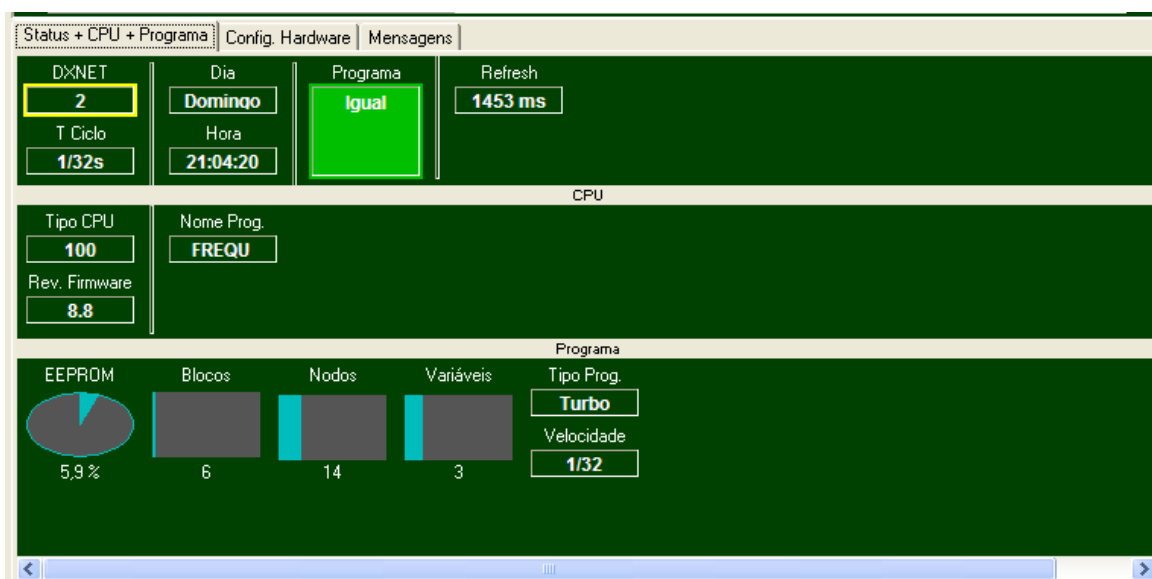 Status + CPU + Programa Config. Hardware Mensagens
DXNET Dia Programa Refresh
2 Domingo Igual 1453 ms
T Ciclo Hora
1/32s 21:04:20
CPU
Tipo CPU Nome Prog.
100 FREQU
Rev. Firmware
8.8
Programa
EEPROM Blocos Nodos Variáveis Tipo Prog.
Turbo
Velocidade
5,9 % 6 14 3 1/32